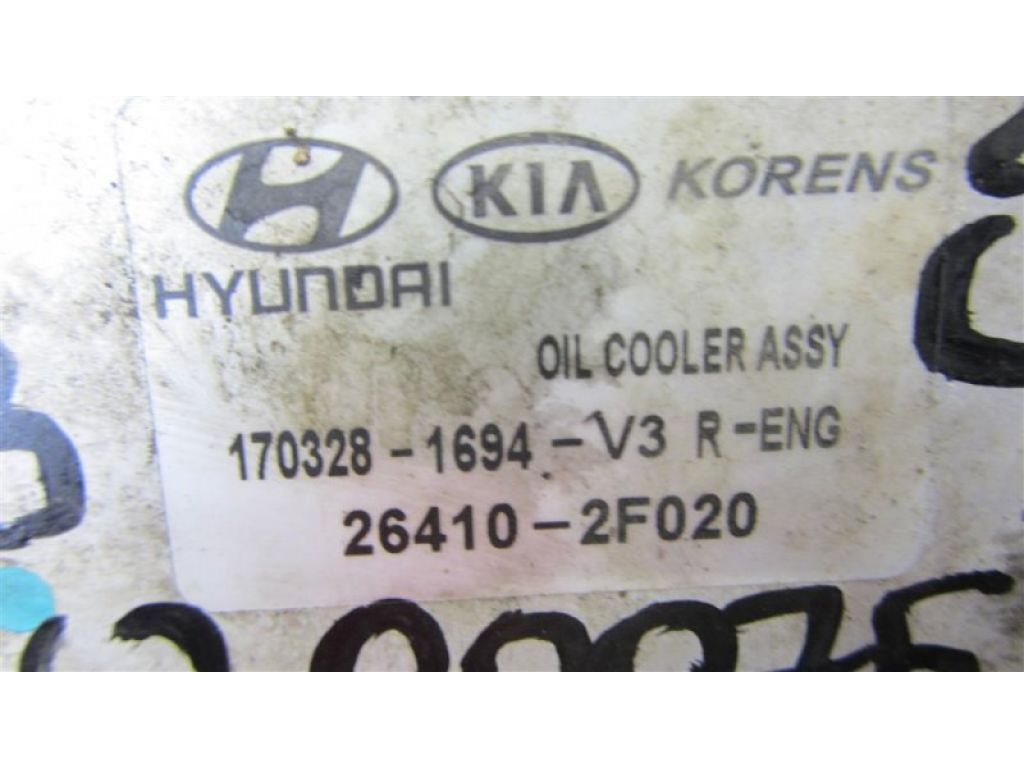 KIA KORENS
HYUNDAI
OIL COOLER ASSY
170328-1694-V3 R-ENG
26410-2F020